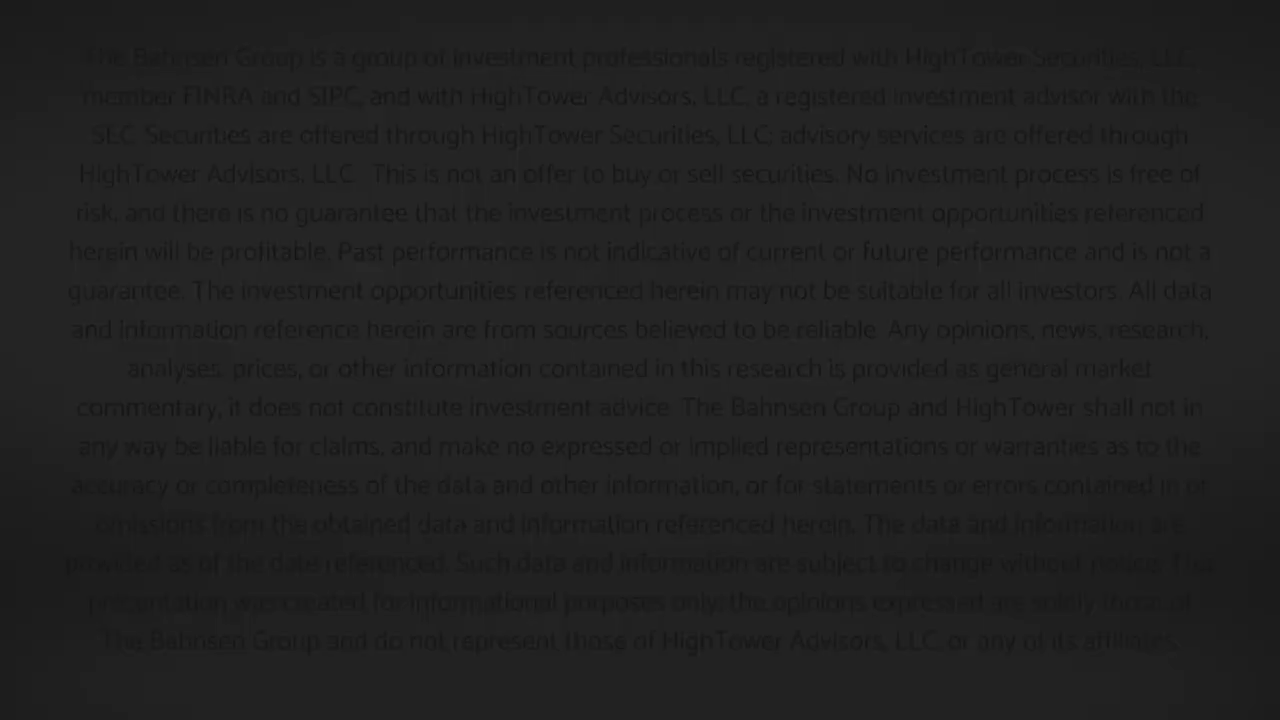 The Bahnsen Group is a group of investment professionals registered with HighTower Securities, LLC,
member FINRA and SIPC, and with HighTower Advisors, LLC, a registered investment advisor with the
SEC. Securities are offered through HighTower Securities, LLC; advisory services are offered through
HighTower Advisors, LLC. This is not an offer to buy or sell securities. No investment process is free of
risk, and there is no guarantee that the investment process or the investment opportunities referenced
herein will be profitable. Past performance is not indicative of current or future performance and is not a
guarantee. The investment opportunities referenced herein may not be suitable for all investors. All data
and information reference herein are from sources believed to be reliable. Any opinions, news, research,
analyses, prices, or other information contained in this research is provided as general market
commentary, it does not constitute investment advice. The Bahnsen Group and HighTower shall not in
any way be liable for claims, and make no expressed or implied representations or warranties as to the
accuracy or completeness of the data and other information, or for statements or errors contained in or
omissions from the obtained data and information referenced herein. The data and information are
provided as of the date referenced. Such data and information are subject to change without notice. This
presentation was created for informational purposes only; the opinions expressed are solely those of
The Bahnsen Group and do not represent those of HighTower Advisors, LLC, or any of its affiliates.